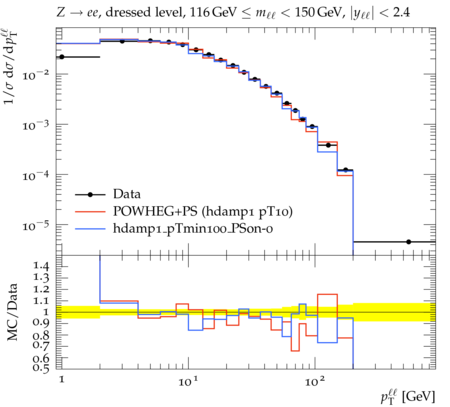 Z → ee, dressed level, 116 GeV ≤ mℓℓ < 150 GeV, |yℓℓ| < 2.4
1/σ dσ/dpTℓℓ
10⁻²
10⁻³
10⁻⁴
10⁻⁵
Data
POWHEG+PS (hdamp1 pT10)
hdamp1_pTmin100_PSon-0
MC/Data
1.4
1.3
1.2
1.1
1
0.9
0.8
0.7
0.6
0.5
1
10¹
10²
pTℓℓ [GeV]